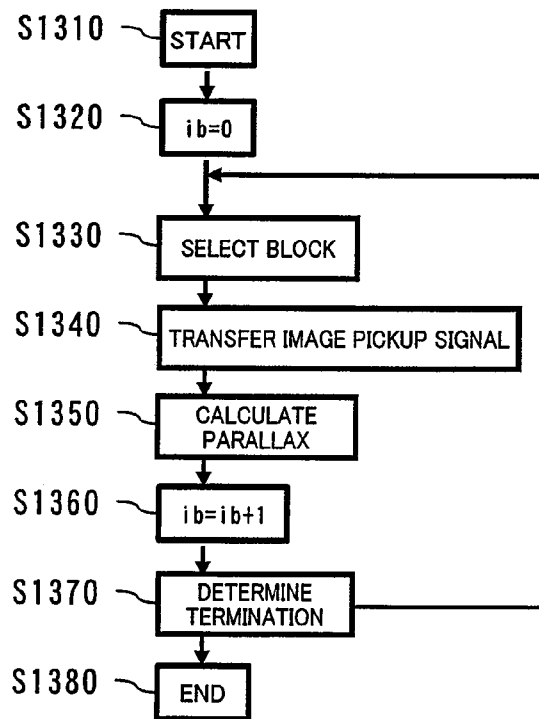 S1310 START
S1320 ib=0
S1330 SELECT BLOCK
S1340 TRANSFER IMAGE PICKUP SIGNAL
S1350 CALCULATE
PARALLAX
S1360 ib=ib+1
S1370 DETERMINE
TERMINATION
S1380 END